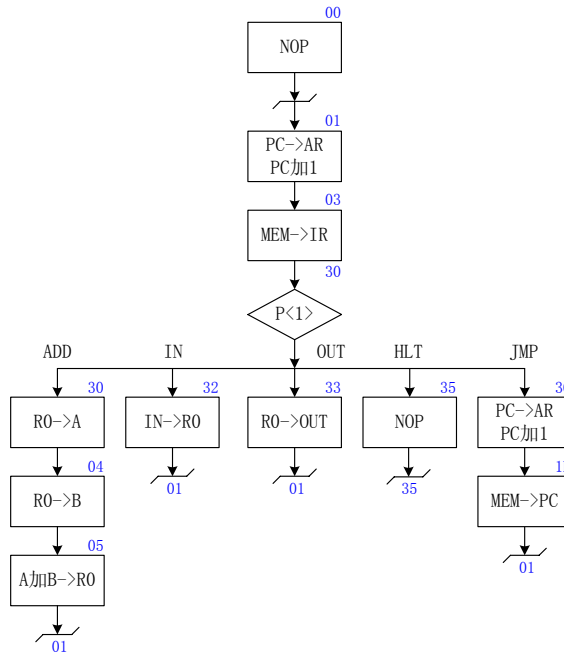 00
NOP
01
PC->AR
PC加1
03
MEM->IR
30
P<1>
ADD
IN
OUT
HLT
JMP
30
R0->A
32
IN->R0
33
R0->OUT
35
NOP
PC->AR
PC加1
01
01
35
04
R0->B
MEM->PC
01
05
A加B->R0
01